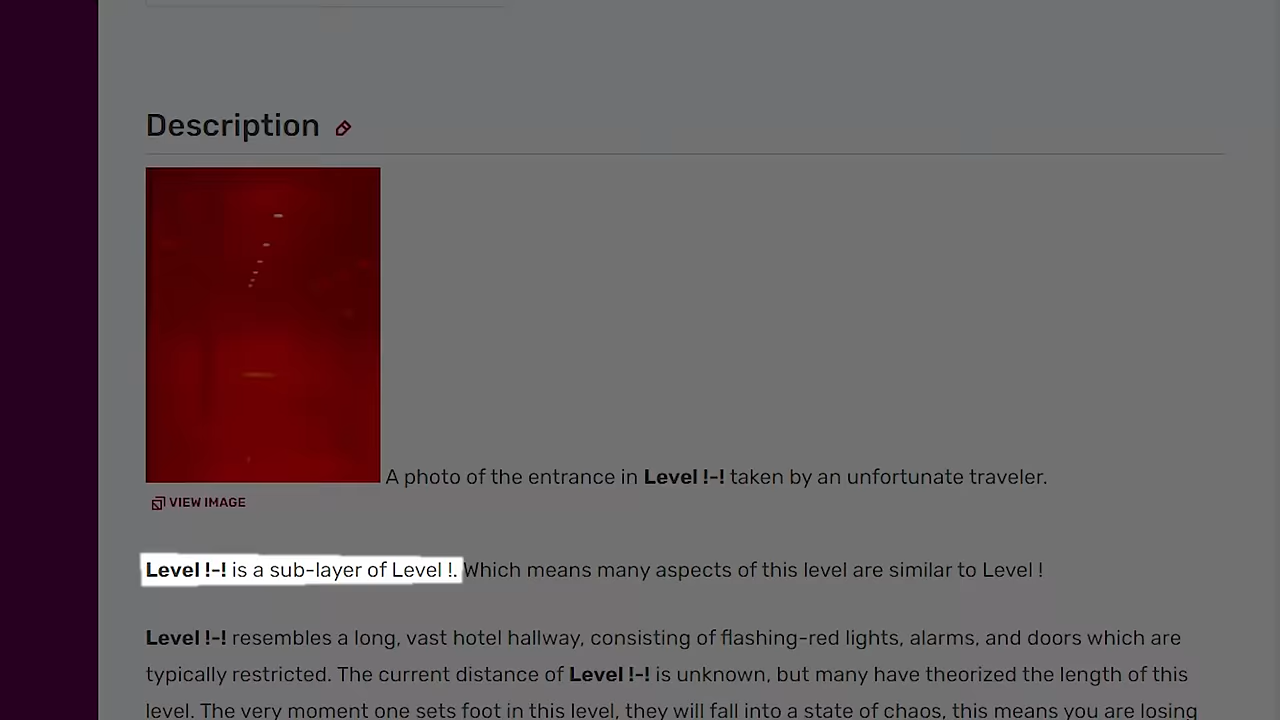 Description
A photo of the entrance in Level !-! taken by an unfortunate traveler.
VIEW IMAGE
Level !-! is a sub-layer of Level !. Which means many aspects of this level are similar to Level !
Level !-! resembles a long, vast hotel hallway, consisting of flashing-red lights, alarms, and doors which are
typically restricted. The current distance of Level !-! is unknown, but many have theorized the length of this
level. The very moment one sets foot in this level, they will fall into a state of chaos, this means you are losing